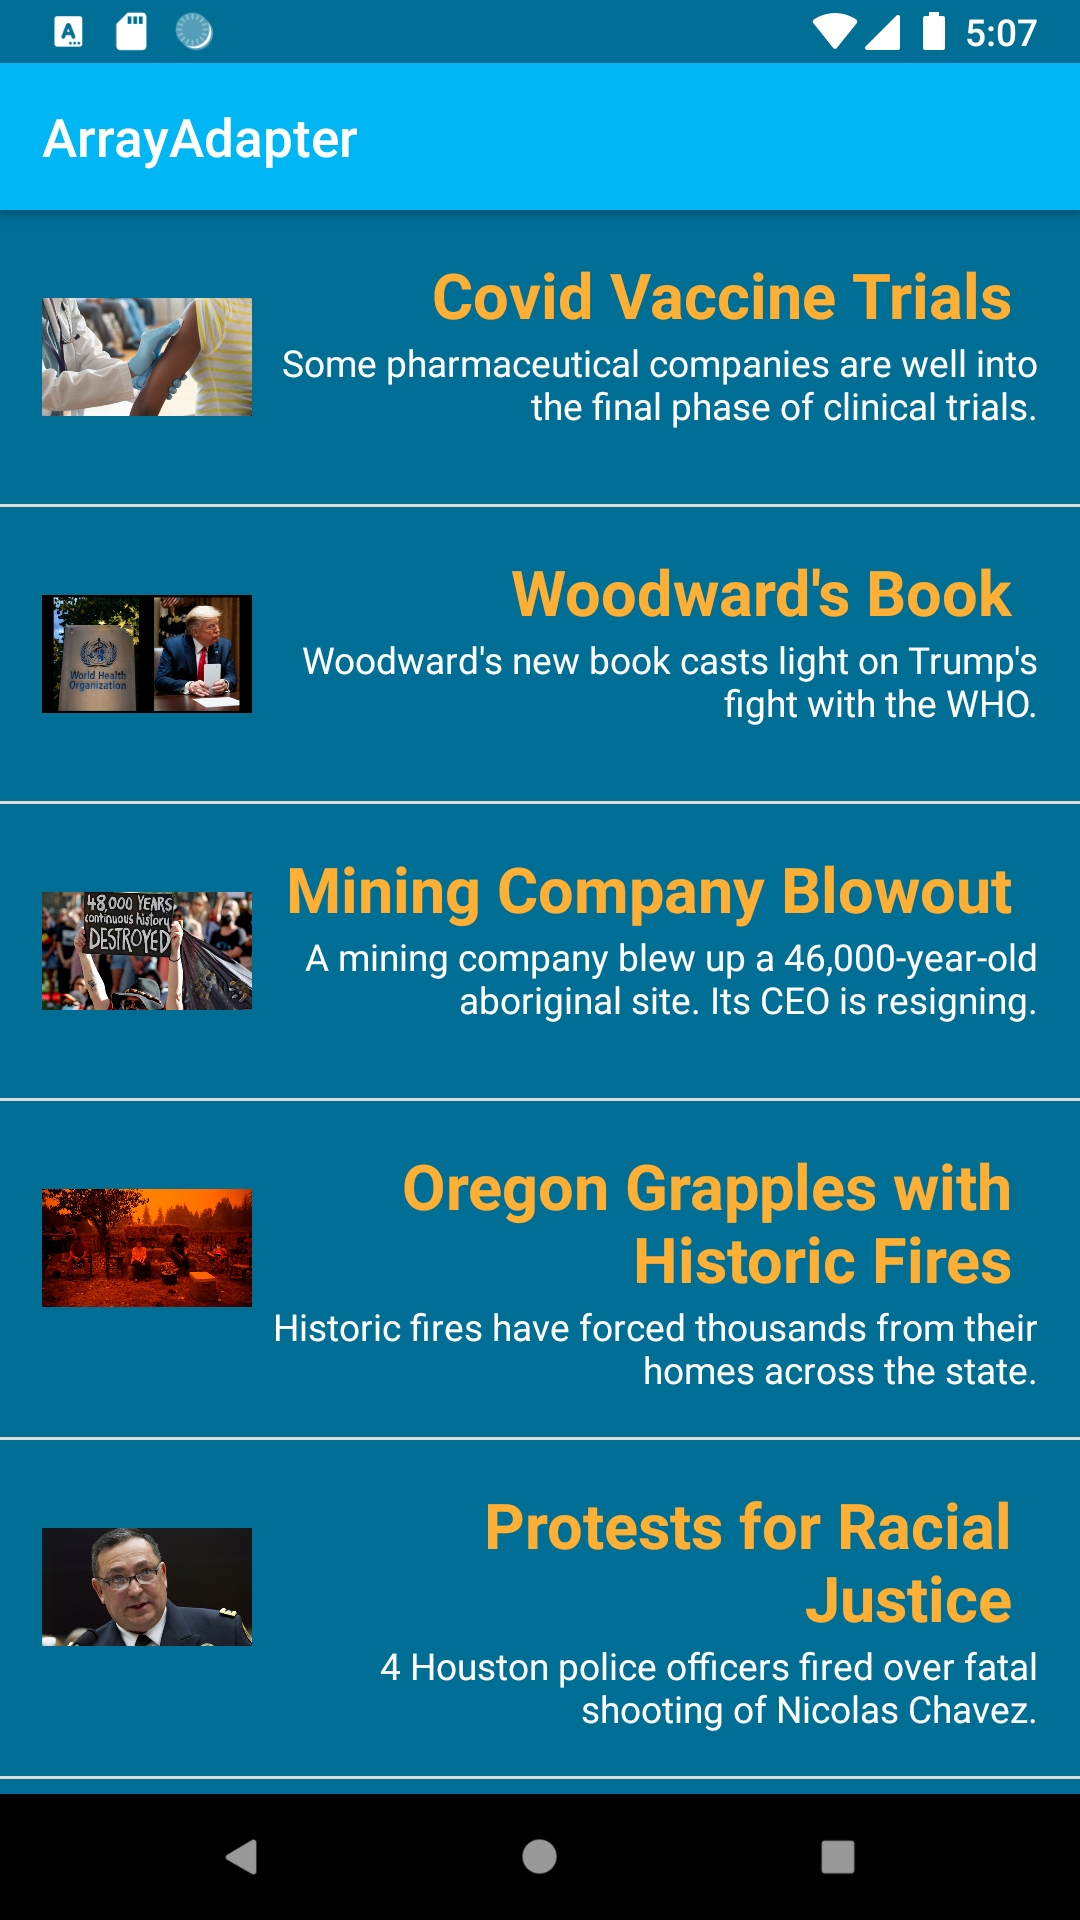 5:07
ArrayAdapter
Covid Vaccine Trials
Some pharmaceutical companies are well into
the final phase of clinical trials.
Woodward's Book
World Health
Organization
Woodward's new book casts light on Trump's
fight with the WHO.
Mining Company Blowout
48,000 YEARS
continuous history
DESTROYED
A mining company blew up a 46,000-year-old
aboriginal site. Its CEO is resigning.
Oregon Grapples with
Historic Fires
Historic fires have forced thousands from their
homes across the state.
Protests for Racial
Justice
4 Houston police officers fired over fatal
shooting of Nicolas Chavez.